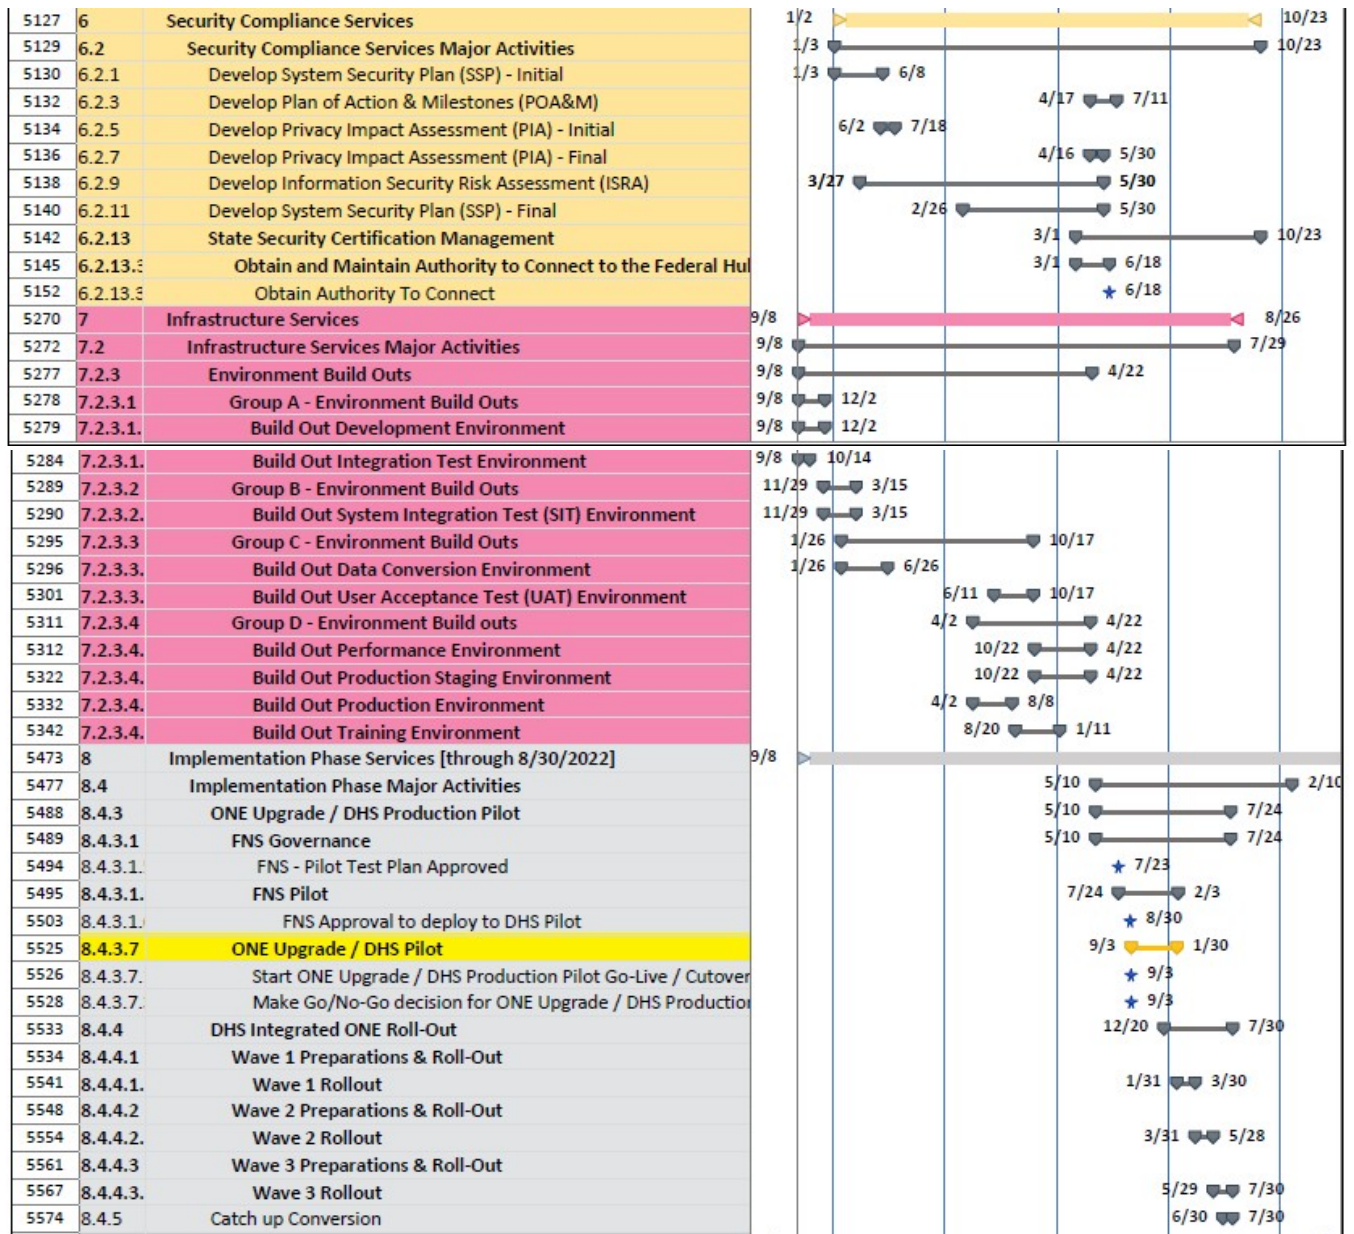 5127 6 Security Compliance Services 1/2 10/23
5129 6.2 Security Compliance Services Major Activities 1/3 10/23
5130 6.2.1 Develop System Security Plan (SSP) - Initial 1/3 6/8
5132 6.2.3 Develop Plan of Action & Milestones (POA&M) 4/17 7/11
5134 6.2.5 Develop Privacy Impact Assessment (PIA) - Initial 6/2 7/18
5136 6.2.7 Develop Privacy Impact Assessment (PIA) - Final 4/16 5/30
5138 6.2.9 Develop Information Security Risk Assessment (ISRA) 3/27 5/30
5140 6.2.11 Develop System Security Plan (SSP) - Final 2/26 5/30
5142 6.2.13 State Security Certification Management 3/1 10/23
5145 6.2.13.3 Obtain and Maintain Authority to Connect to the Federal Hul 3/1 6/18
5152 6.2.13.3 Obtain Authority To Connect 6/18
5270 7 Infrastructure Services 9/8 8/26
5272 7.2 Infrastructure Services Major Activities 9/8 7/29
5277 7.2.3 Environment Build Outs 9/8 4/22
5278 7.2.3.1 Group A - Environment Build Outs 9/8 12/2
5279 7.2.3.1. Build Out Development Environment 9/8 12/2
5284 7.2.3.1. Build Out Integration Test Environment 9/8 10/14
5289 7.2.3.2 Group B - Environment Build Outs 11/29 3/15
5290 7.2.3.2. Build Out System Integration Test (SIT) Environment 11/29 3/15
5295 7.2.3.3 Group C - Environment Build Outs 1/26 10/17
5296 7.2.3.3. Build Out Data Conversion Environment 1/26 6/26
5301 7.2.3.3. Build Out User Acceptance Test (UAT) Environment 6/11 10/17
5311 7.2.3.4 Group D - Environment Build outs 4/2 4/22
5312 7.2.3.4. Build Out Performance Environment 10/22 4/22
5322 7.2.3.4. Build Out Production Staging Environment 10/22 4/22
5332 7.2.3.4. Build Out Production Environment 4/2 8/8
5342 7.2.3.4. Build Out Training Environment 8/20 1/11
5473 8 Implementation Phase Services [through 8/30/2022] 9/8
5477 8.4 Implementation Phase Major Activities 5/10 2/10
5488 8.4.3 ONE Upgrade / DHS Production Pilot 5/10 7/24
5489 8.4.3.1 FNS Governance 5/10 7/24
5494 8.4.3.1. FNS - Pilot Test Plan Approved 7/23
5495 8.4.3.1. FNS Pilot 7/24 2/3
5503 8.4.3.1. FNS Approval to deploy to DHS Pilot 8/30
5525 8.4.3.7 ONE Upgrade / DHS Pilot 9/3 1/30
5526 8.4.3.7. Start ONE Upgrade / DHS Production Pilot Go-Live / Cutover 9/3
5528 8.4.3.7. Make Go/No-Go decision for ONE Upgrade / DHS Production 9/3
5533 8.4.4 DHS Integrated ONE Roll-Out 12/20 7/30
5534 8.4.4.1 Wave 1 Preparations & Roll-Out
5541 8.4.4.1. Wave 1 Rollout 1/31 3/30
5548 8.4.4.2 Wave 2 Preparations & Roll-Out
5554 8.4.4.2. Wave 2 Rollout 3/31 5/28
5561 8.4.4.3 Wave 3 Preparations & Roll-Out
5567 8.4.4.3. Wave 3 Rollout 5/29 7/30
5574 8.4.5 Catch up Conversion 6/30 7/30